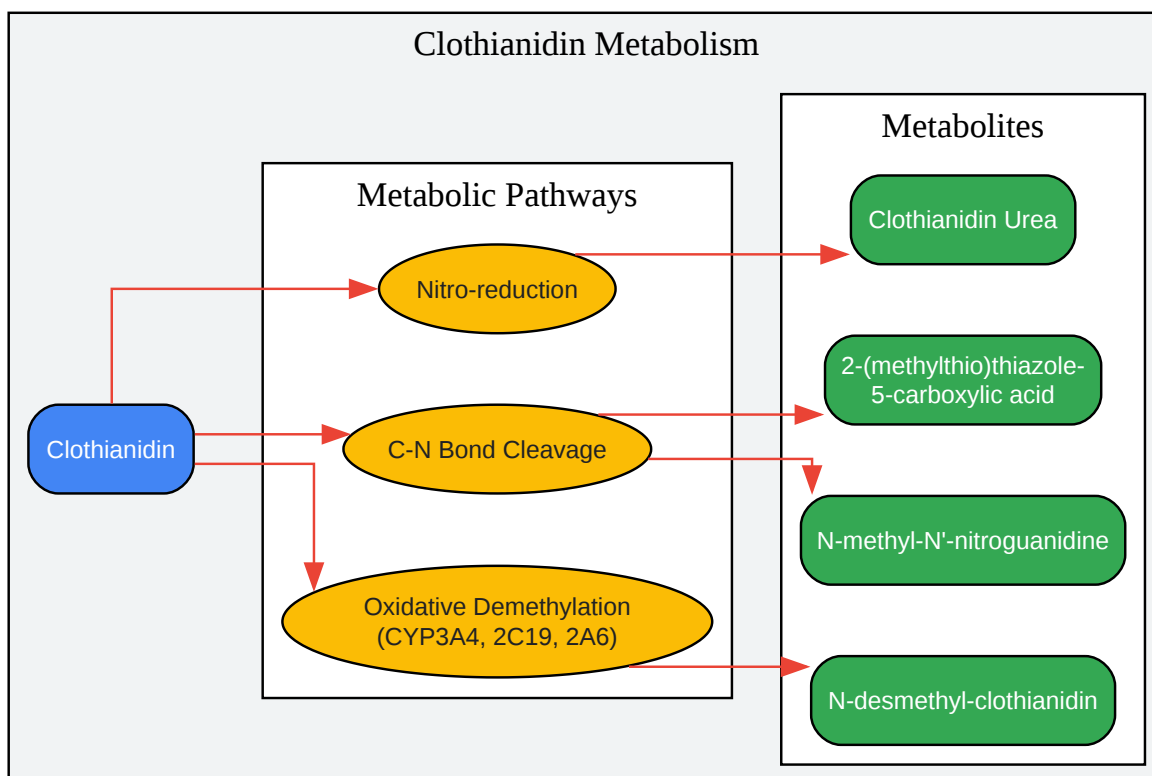 Clothianidin Metabolism
Metabolites
Metabolic Pathways
Clothianidin Urea
Nitro-reduction
2-(methylthio)thiazole-
5-carboxylic acid
Clothianidin
C-N Bond Cleavage
N-methyl-N'-nitroguanidine
Oxidative Demethylation
(CYP3A4, 2C19, 2A6)
N-desmethyl-clothianidin